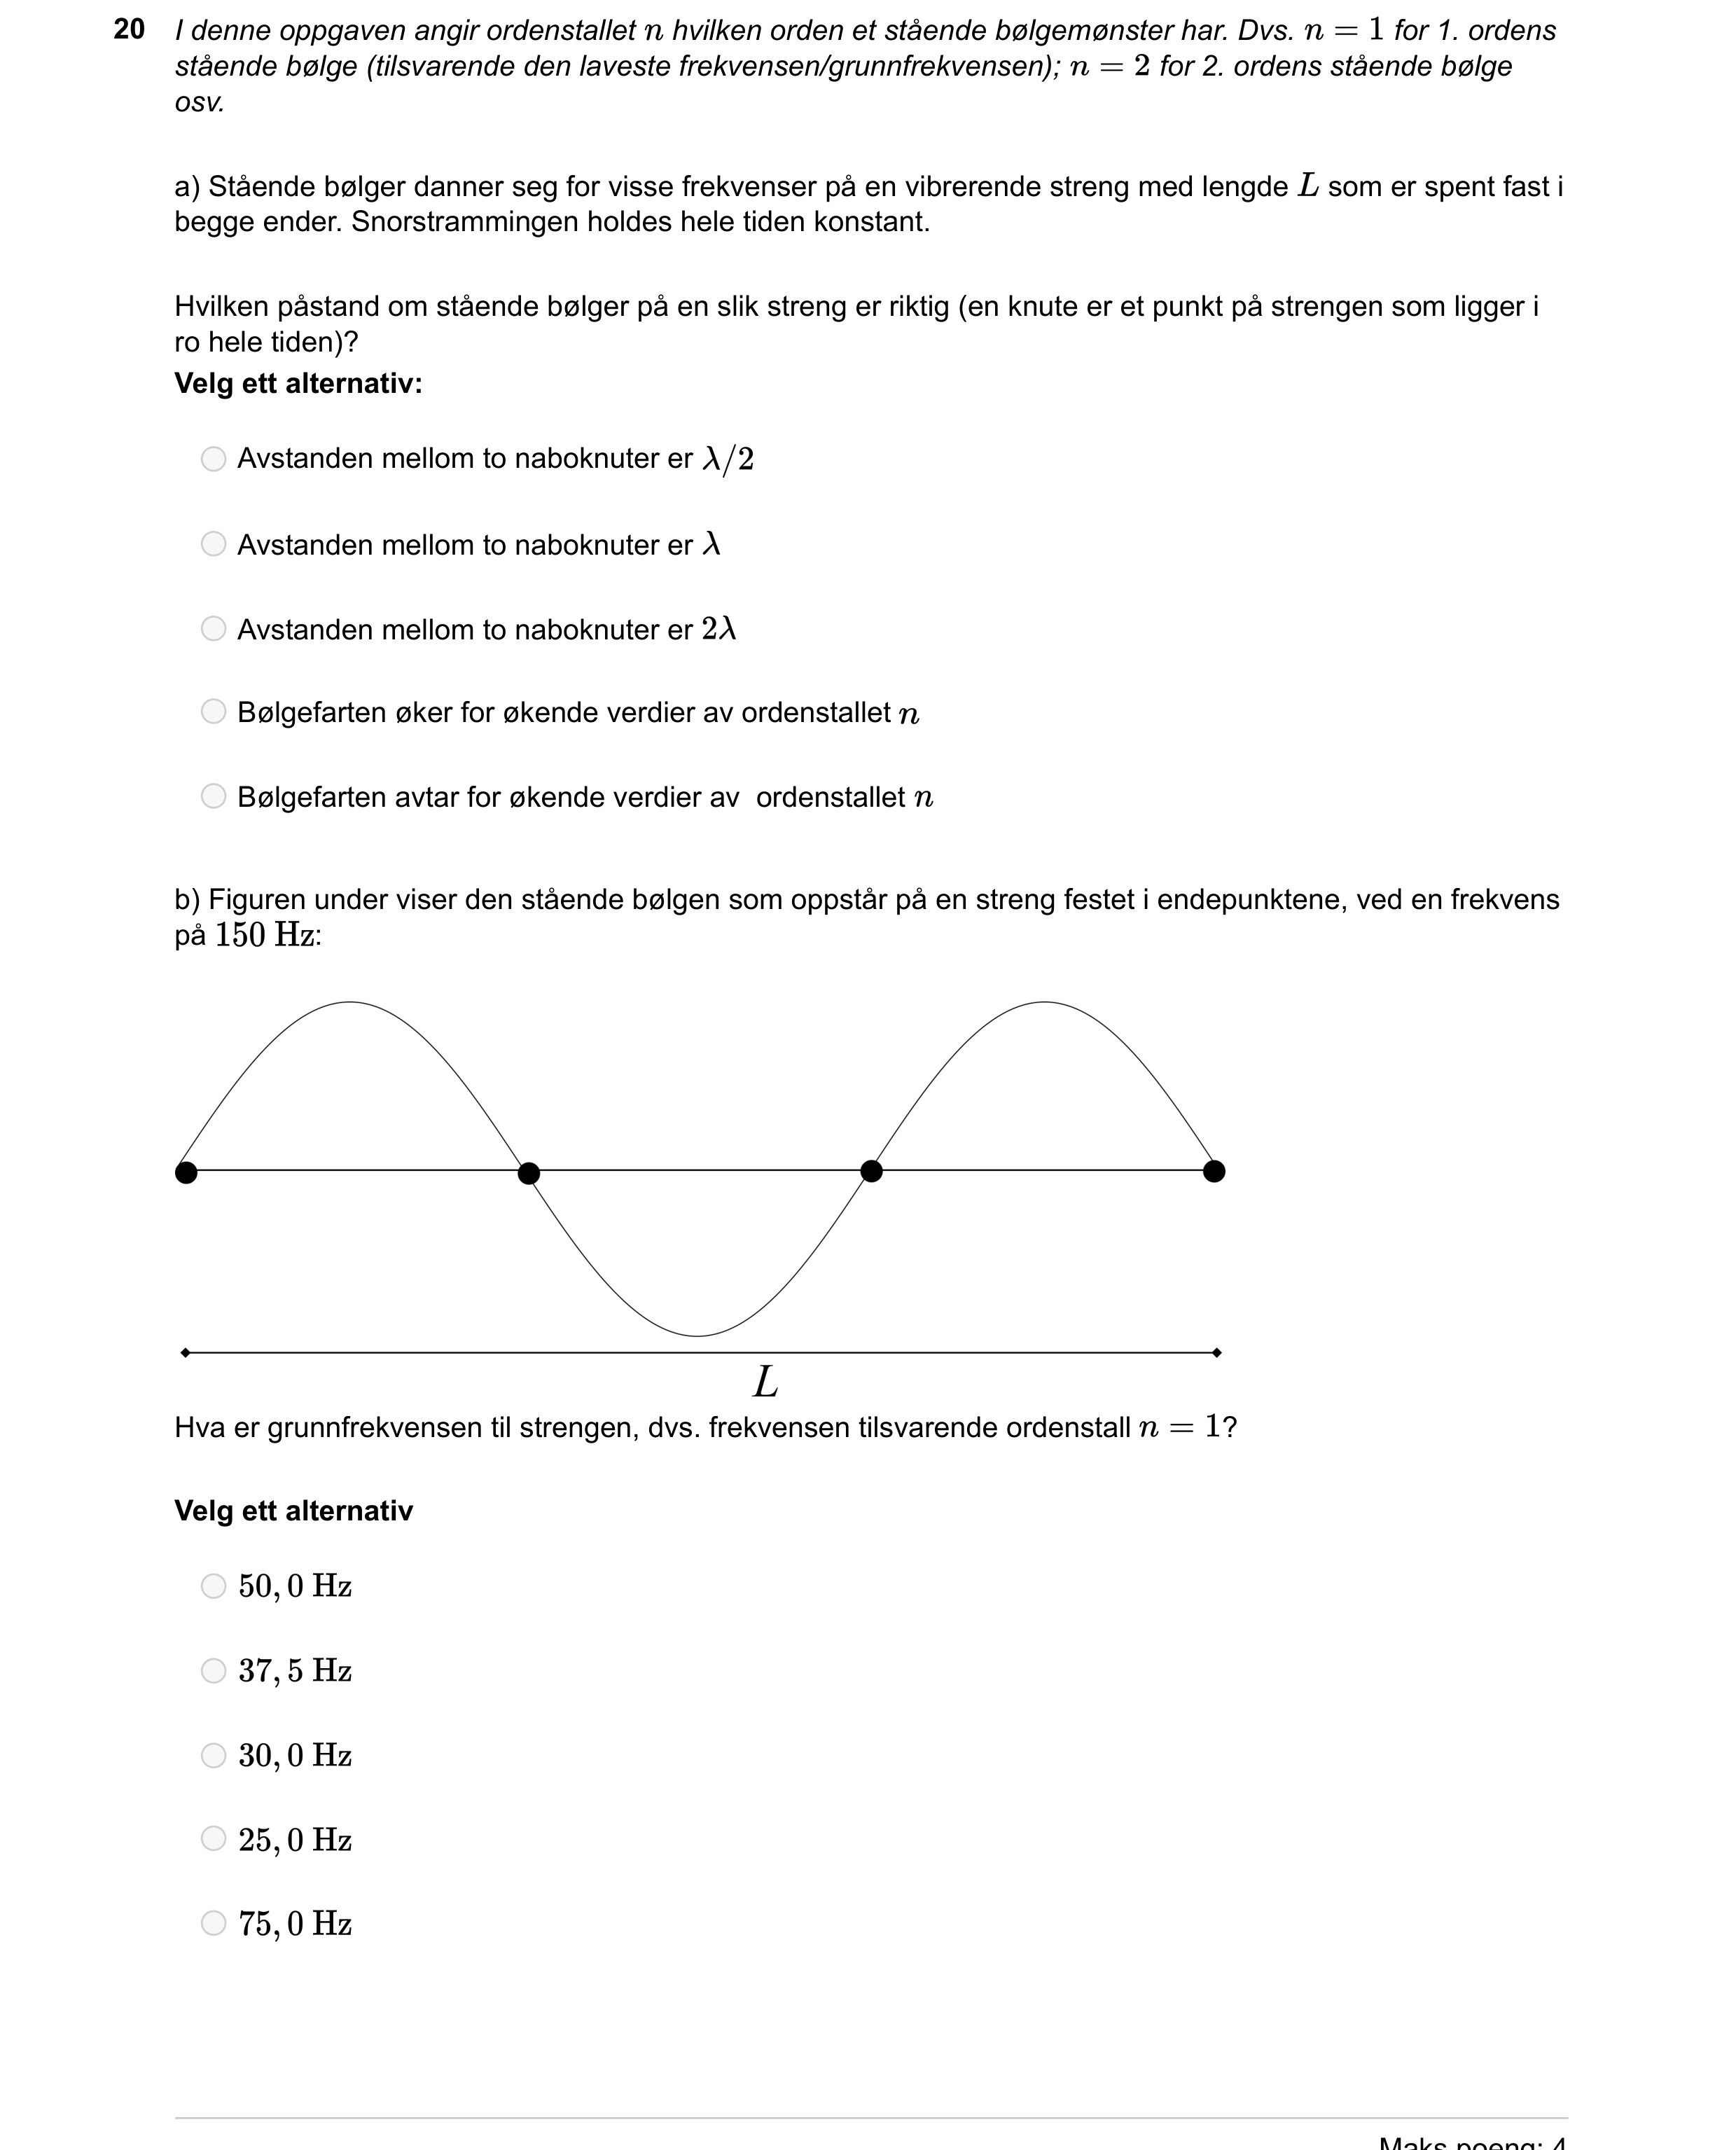 20 I denne oppgaven angir ordenstallet n hvilken orden et stående bølgemønster har. Dvs. n = 1 for 1. ordens
stående bølge (tilsvarende den laveste frekvensen/grunnfrekvensen); n = 2 for 2. ordens stående bølge
osv.
a) Stående bølger danner seg for visse frekvenser på en vibrerende streng med lengde L som er spent fast i
begge ender. Snorstrammingen holdes hele tiden konstant.
Hvilken påstand om stående bølger på en slik streng er riktig (en knute er et punkt på strengen som ligger i
ro hele tiden)?
Velg ett alternativ:
Avstanden mellom to naboknuter er λ/2
Avstanden mellom to naboknuter er λ
Avstanden mellom to naboknuter er 2λ
Bølgefarten øker for økende verdier av ordenstallet n
Bølgefarten avtar for økende verdier av ordenstallet n
b) Figuren under viser den stående bølgen som oppstår på en streng festet i endepunktene, ved en frekvens
på 150 Hz:
L
Hva er grunnfrekvensen til strengen, dvs. frekvensen tilsvarende ordenstall n = 1?
Velg ett alternativ
50, 0 Hz
37, 5 Hz
30, 0 Hz
25, 0 Hz
75, 0 Hz
Maks poeng: 4